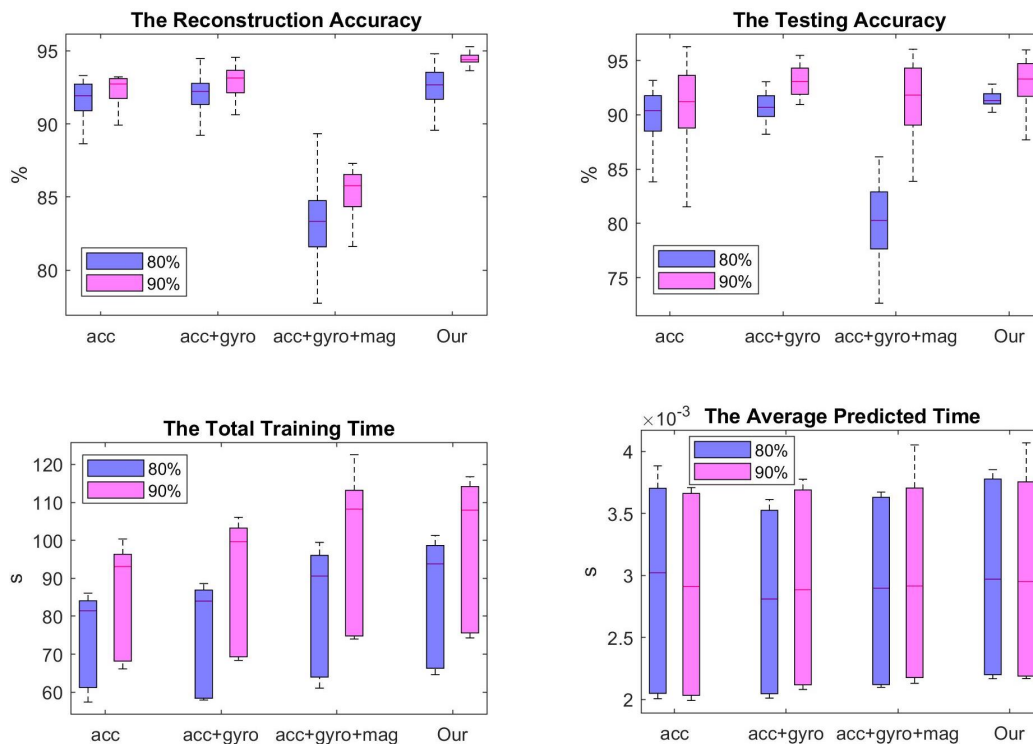 The Reconstruction Accuracy
95
90
85
80
%
80%
90%
acc
acc+gyro
acc+gyro+mag
Our
The Testing Accuracy
95
90
85
80
75
%
80%
90%
acc
acc+gyro
acc+gyro+mag
Our
The Total Training Time
120
110
100
90
80
70
60
s
80%
90%
acc
acc+gyro
acc+gyro+mag
Our
The Average Predicted Time
×10⁻³
4
3.5
3
2.5
2
s
80%
90%
acc
acc+gyro
acc+gyro+mag
Our